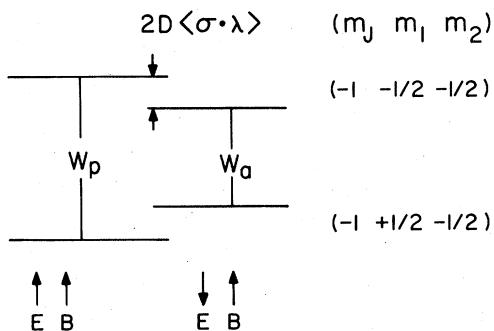 2D⟨σ·λ⟩ (m_J m_1 m_2)
(-1 -1/2 -1/2)
W_p W_a
(-1 +1/2 -1/2)
E B E B